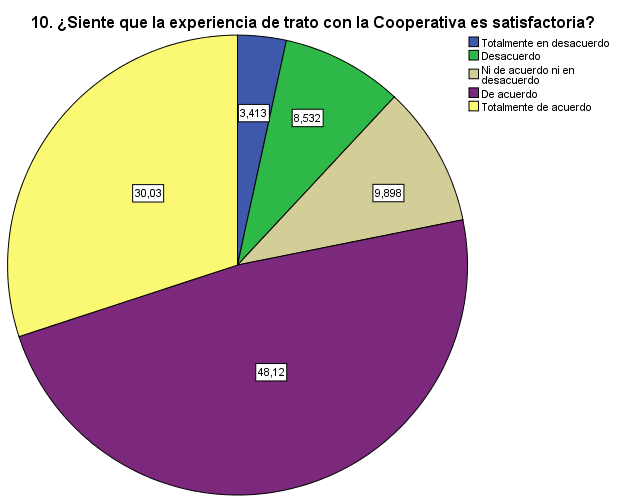 10. ¿Siente que la experiencia de trato con la Cooperativa es satisfactoria?
Totalmente en desacuerdo
Desacuerdo
Ni de acuerdo ni en
desacuerdo
De acuerdo
Totalmente de acuerdo
3,413
8,532
9,898
30,03
48,12